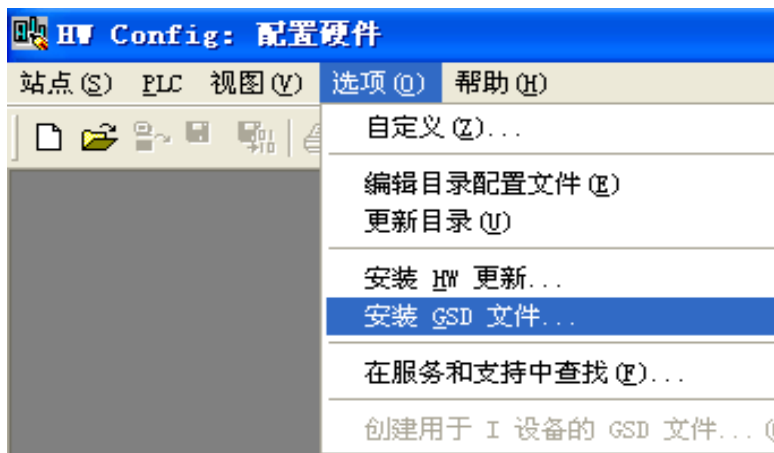 HW Config: 配置硬件
站点(S) PLC 视图(V) 选项(O) 帮助(H)
自定义(Z)...
编辑目录配置文件(E)
更新目录(U)
安装 HW 更新...
安装 GSD 文件...
在服务和支持中查找(F)...
创建用于 I 设备的 GSD 文件...